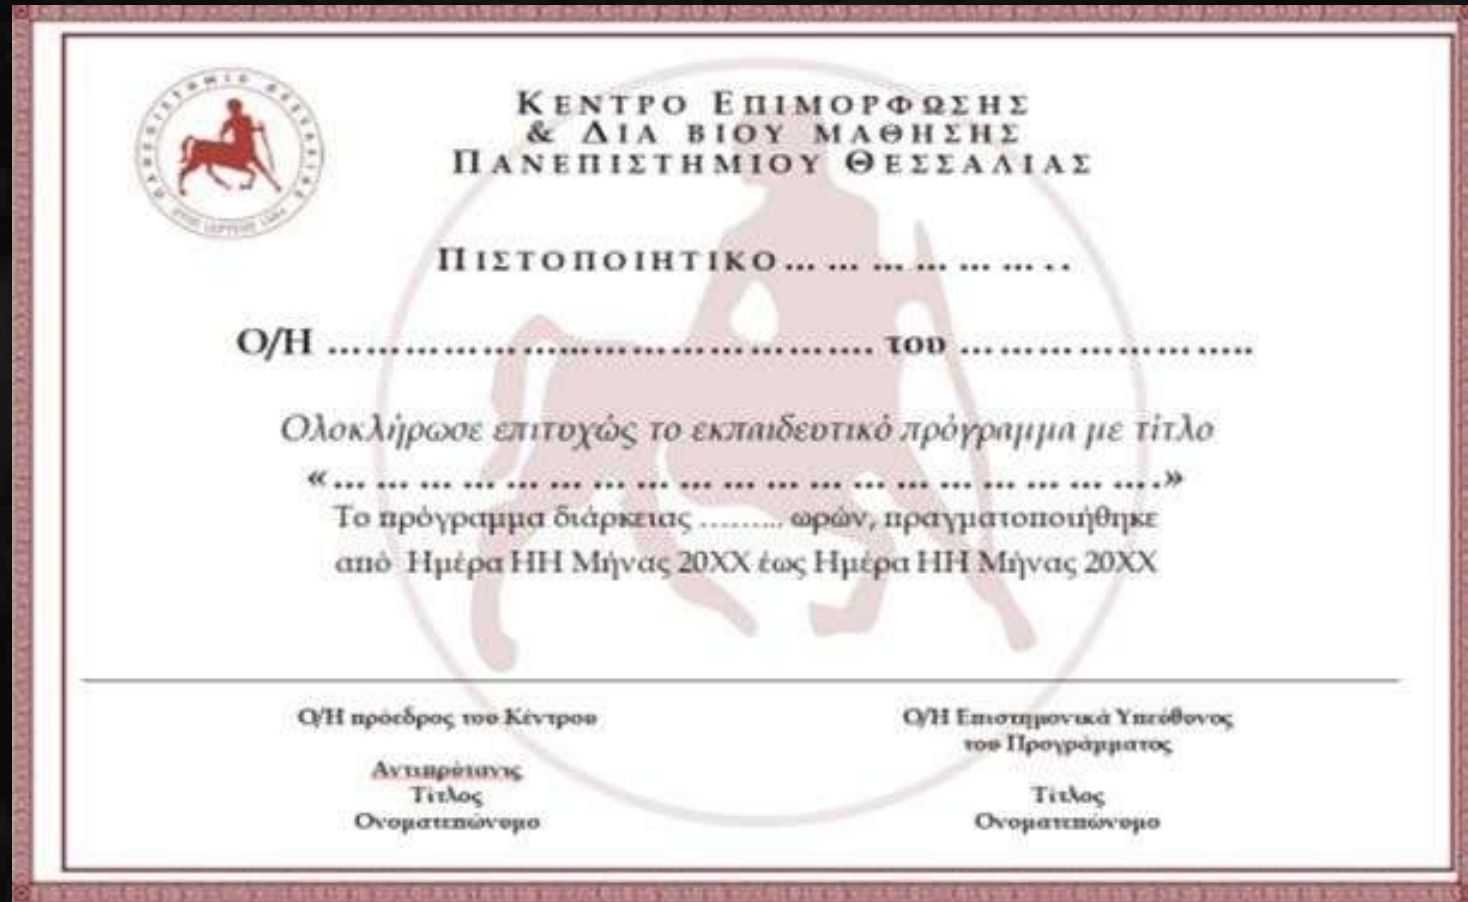 ΠΑΝΕΠΙΣΤΗΜΙΟ ΘΕΣΣΑΛΙΑΣ
ΚΕΝΤΡΟ ΕΠΙΜΟΡΦΩΣΗΣ
& ΔΙΑ ΒΙΟΥ ΜΑΘΗΣΗΣ
ΠΑΝΕΠΙΣΤΗΜΙΟΥ ΘΕΣΣΑΛΙΑΣ
ΠΙΣΤΟΠΟΙΗΤΙΚΟ... ... ... ... ... ... . .
Ο/Η ………………………………………. του …………………..
Ολοκλήρωσε επιτυχώς το εκπαιδευτικό πρόγραμμα με τίτλο
«... ... ... ... ... ... ... ... ... ... ... ... ... ... ... ... ... ... ... ….»
Το πρόγραμμα διάρκειας ……... ωρών, πραγματοποιήθηκε
από Ημέρα ΗΗ Μήνας 20ΧΧ έως Ημέρα ΗΗ Μήνας 20ΧΧ
Ο/Η πρόεδρος του Κέντρου
Αντιπρύτανις
Τίτλος
Ονοματεπώνυμο
Ο/Η Επιστημονικά Υπεύθυνος
του Προγράμματος
Τίτλος
Ονοματεπώνυμο